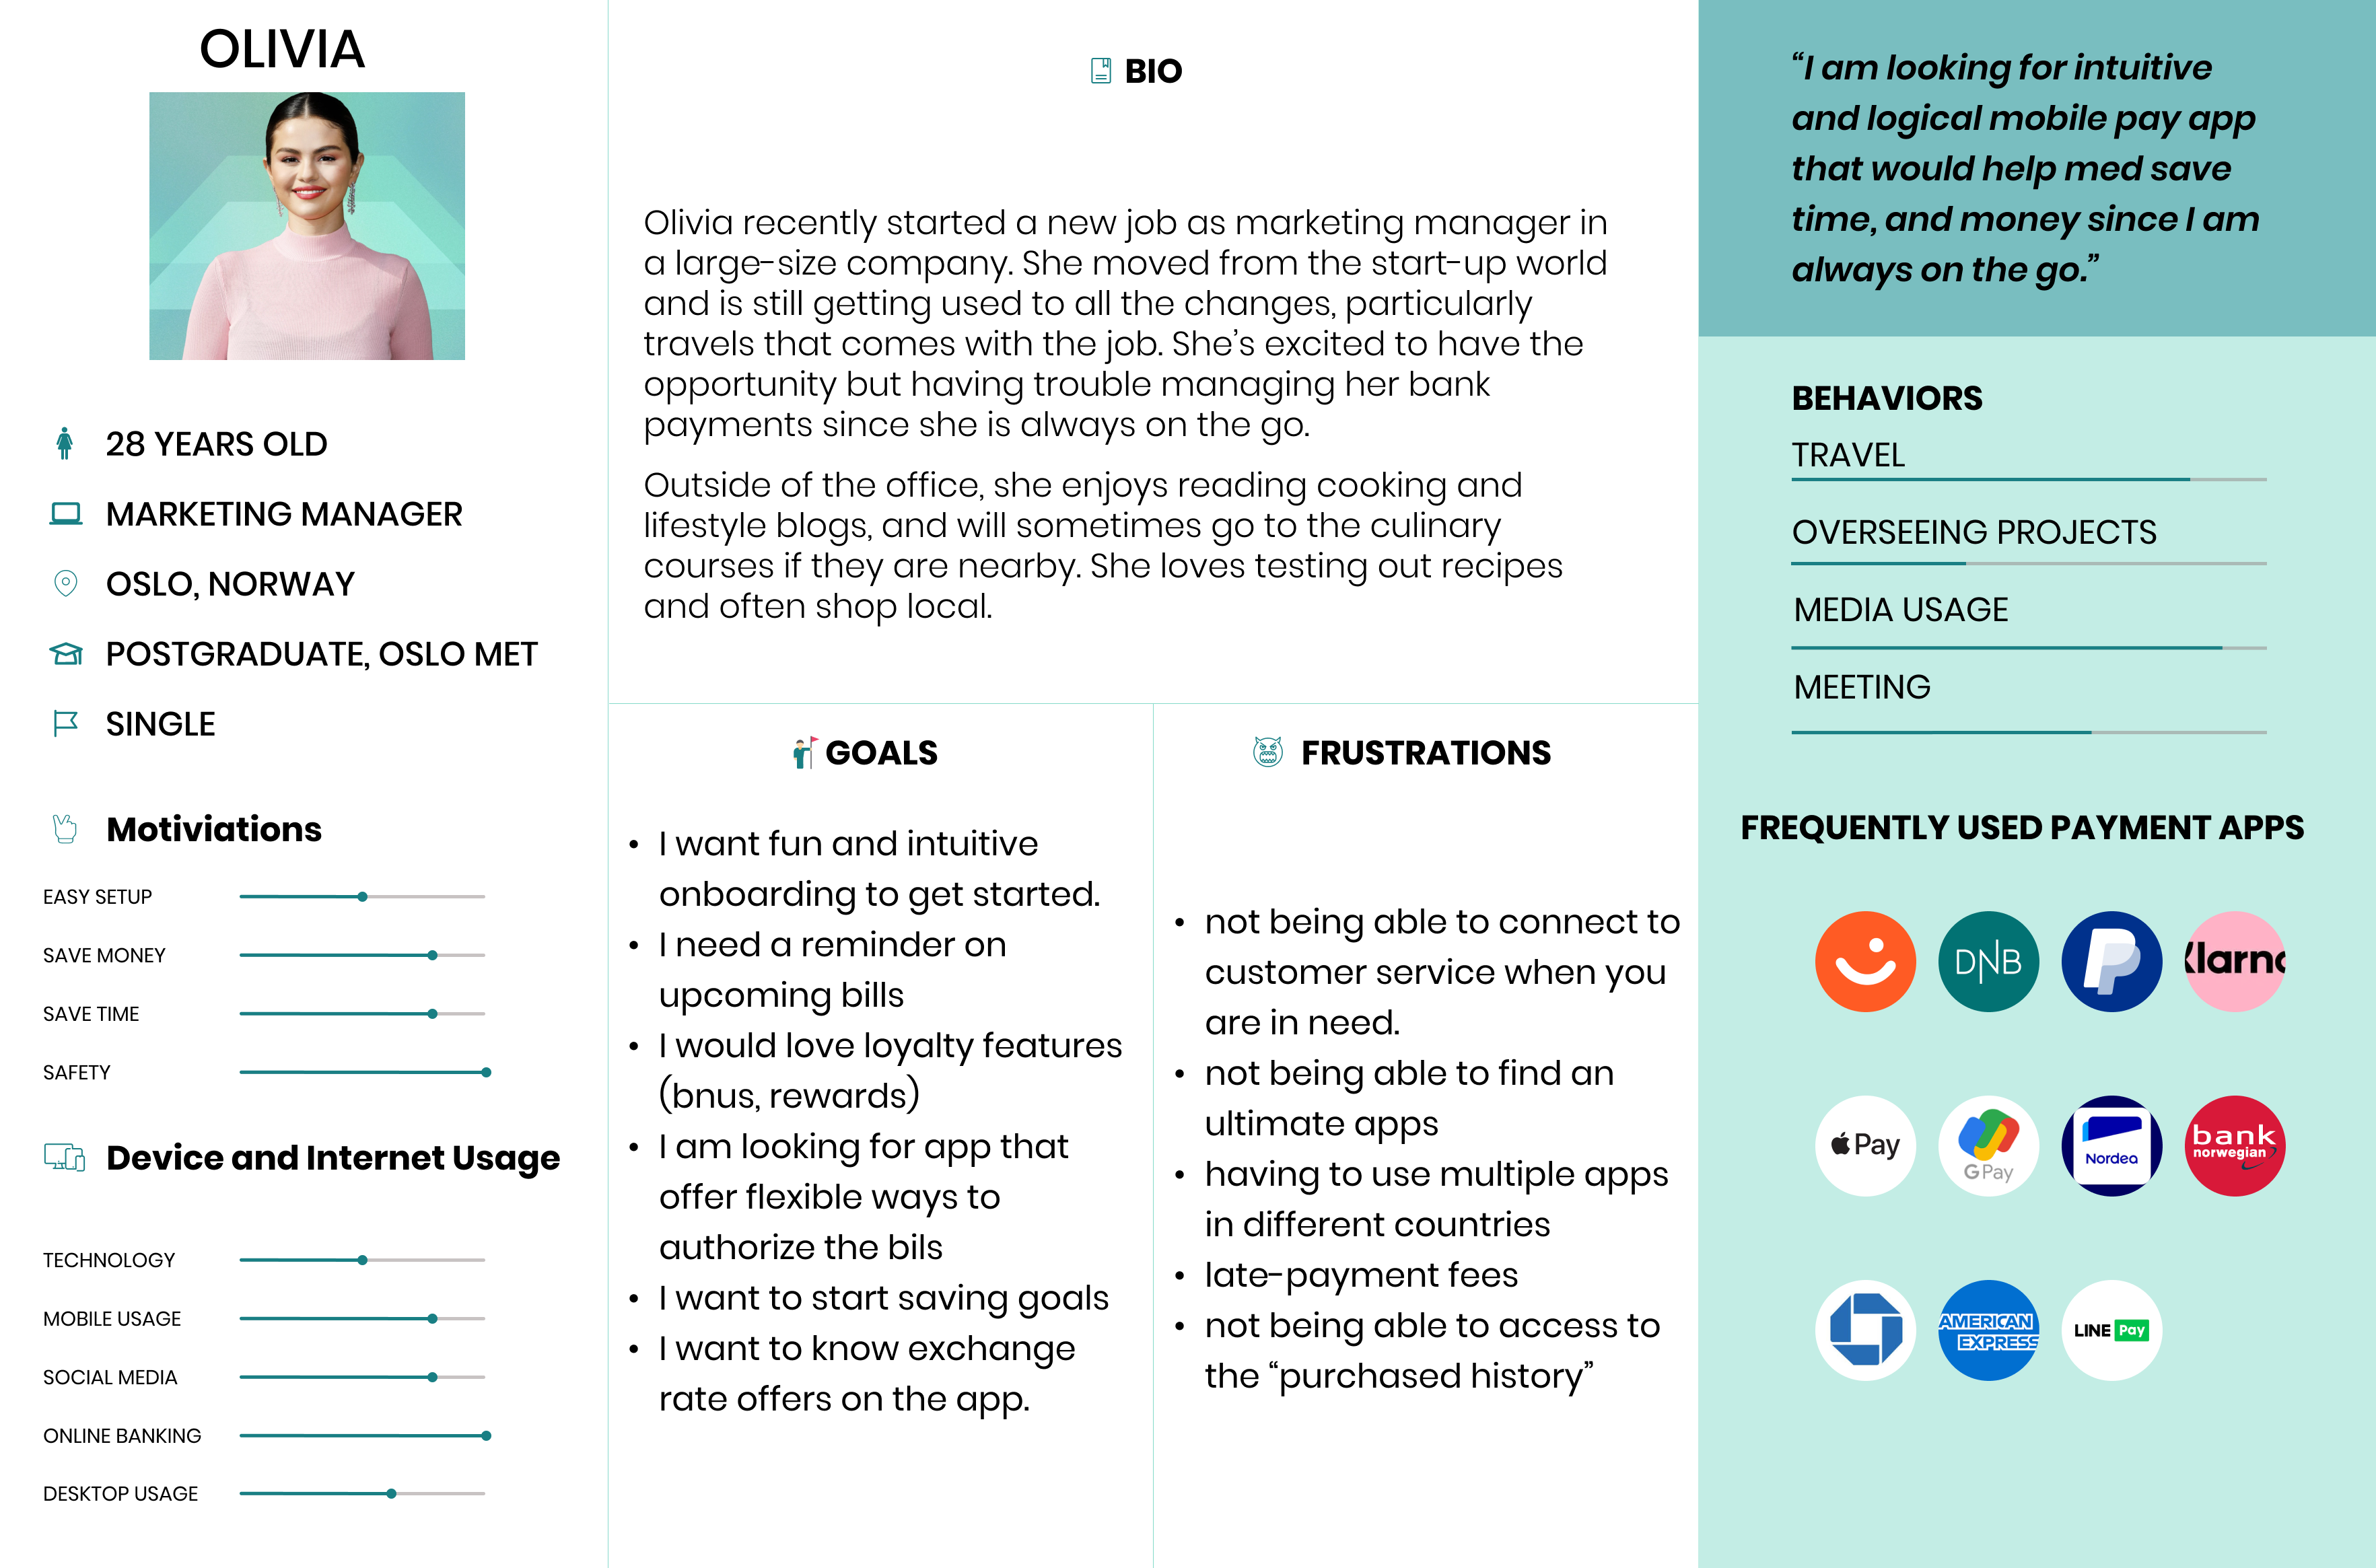 OLIVIA
28 YEARS OLD
MARKETING MANAGER
OSLO, NORWAY
POSTGRADUATE, OSLO MET
SINGLE
Motiviations
EASY SETUP
SAVE MONEY
SAVE TIME
SAFETY
Device and Internet Usage
TECHNOLOGY
MOBILE USAGE
SOCIAL MEDIA
ONLINE BANKING
DESKTOP USAGE
BIO
Olivia recently started a new job as marketing manager in
a large-size company. She moved from the start-up world
and is still getting used to all the changes, particularly
travels that comes with the job. She’s excited to have the
opportunity but having trouble managing her bank
payments since she is always on the go.
Outside of the office, she enjoys reading cooking and
lifestyle blogs, and will sometimes go to the culinary
courses if they are nearby. She loves testing out recipes
and often shop local.
GOALS
• I want fun and intuitive
onboarding to get started.
• I need a reminder on
upcoming bills
• I would love loyalty features
(bnus, rewards)
• I am looking for app that
offer flexible ways to
authorize the bils
• I want to start saving goals
• I want to know exchange
rate offers on the app.
FRUSTRATIONS
• not being able to connect to
customer service when you
are in need.
• not being able to find an
ultimate apps
• having to use multiple apps
in different countries
• late-payment fees
• not being able to access to
the “purchased history”
“I am looking for intuitive
and logical mobile pay app
that would help med save
time, and money since I am
always on the go.”
BEHAVIORS
TRAVEL
OVERSEEING PROJECTS
MEDIA USAGE
MEETING
FREQUENTLY USED PAYMENT APPS
DNB
Klarna
Pay
G Pay
Nordea
bank
norwegian
AMERICAN
EXPRESS
LINE Pay